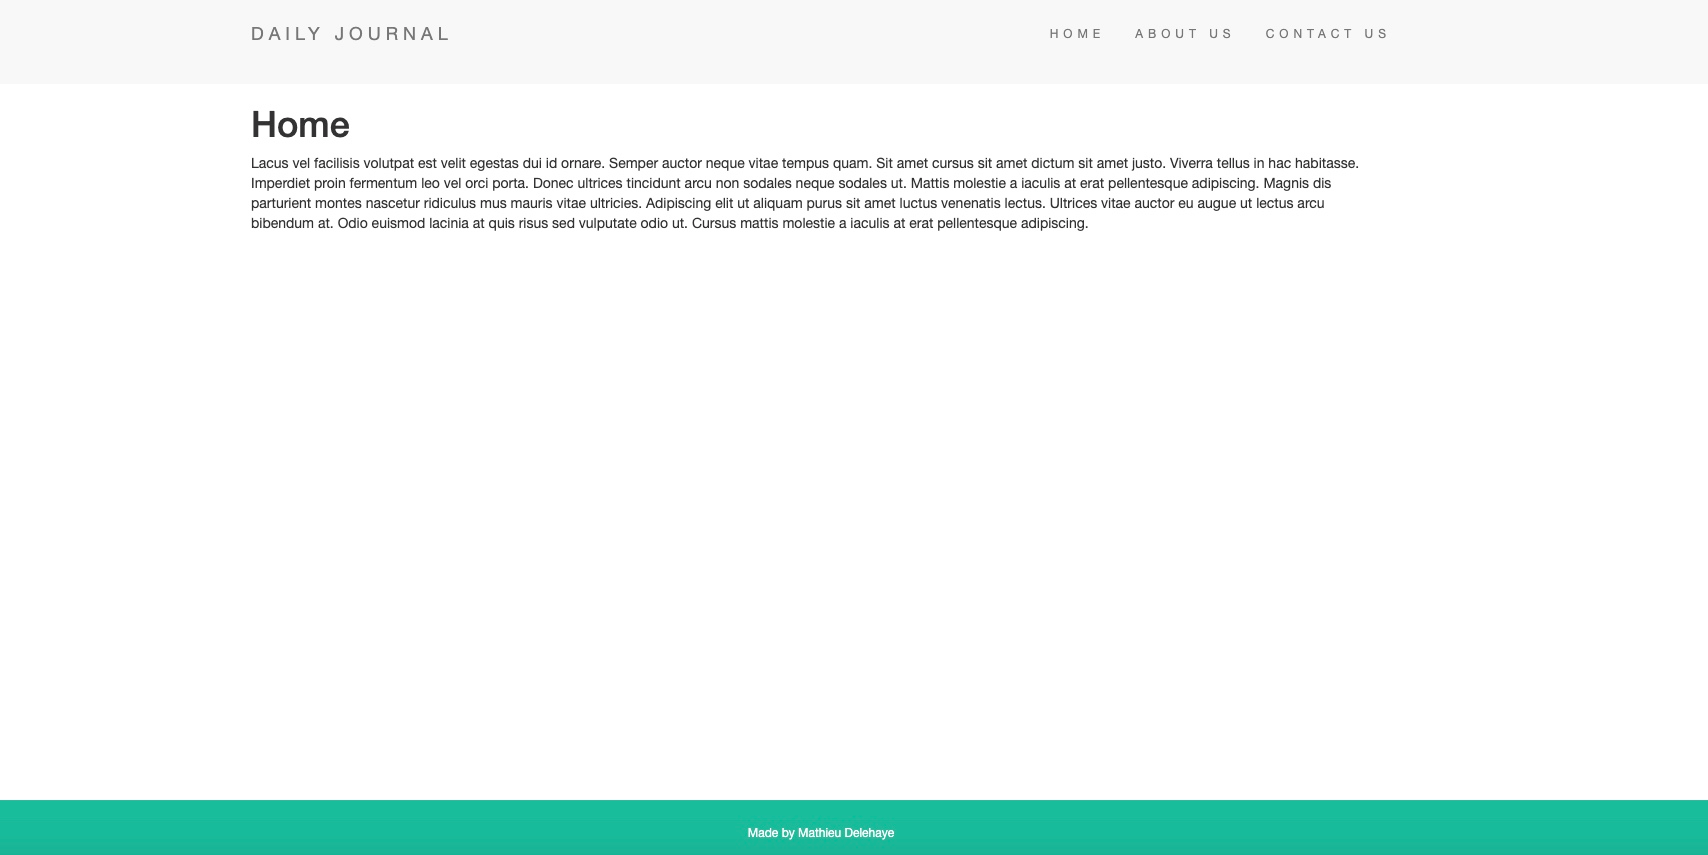 DAILY JOURNAL
HOME ABOUT US CONTACT US
Home
Lacus vel facilisis volutpat est velit egestas dui id ornare. Semper auctor neque vitae tempus quam. Sit amet cursus sit amet dictum sit amet justo. Viverra tellus in hac habitasse.
Imperdiet proin fermentum leo vel orci porta. Donec ultrices tincidunt arcu non sodales neque sodales ut. Mattis molestie a iaculis at erat pellentesque adipiscing. Magnis dis
parturient montes nascetur ridiculus mus mauris vitae ultricies. Adipiscing elit ut aliquam purus sit amet luctus venenatis lectus. Ultrices vitae auctor eu augue ut lectus arcu
bibendum at. Odio euismod lacinia at quis risus sed vulputate odio ut. Cursus mattis molestie a iaculis at erat pellentesque adipiscing.
Made by Mathieu Delehaye